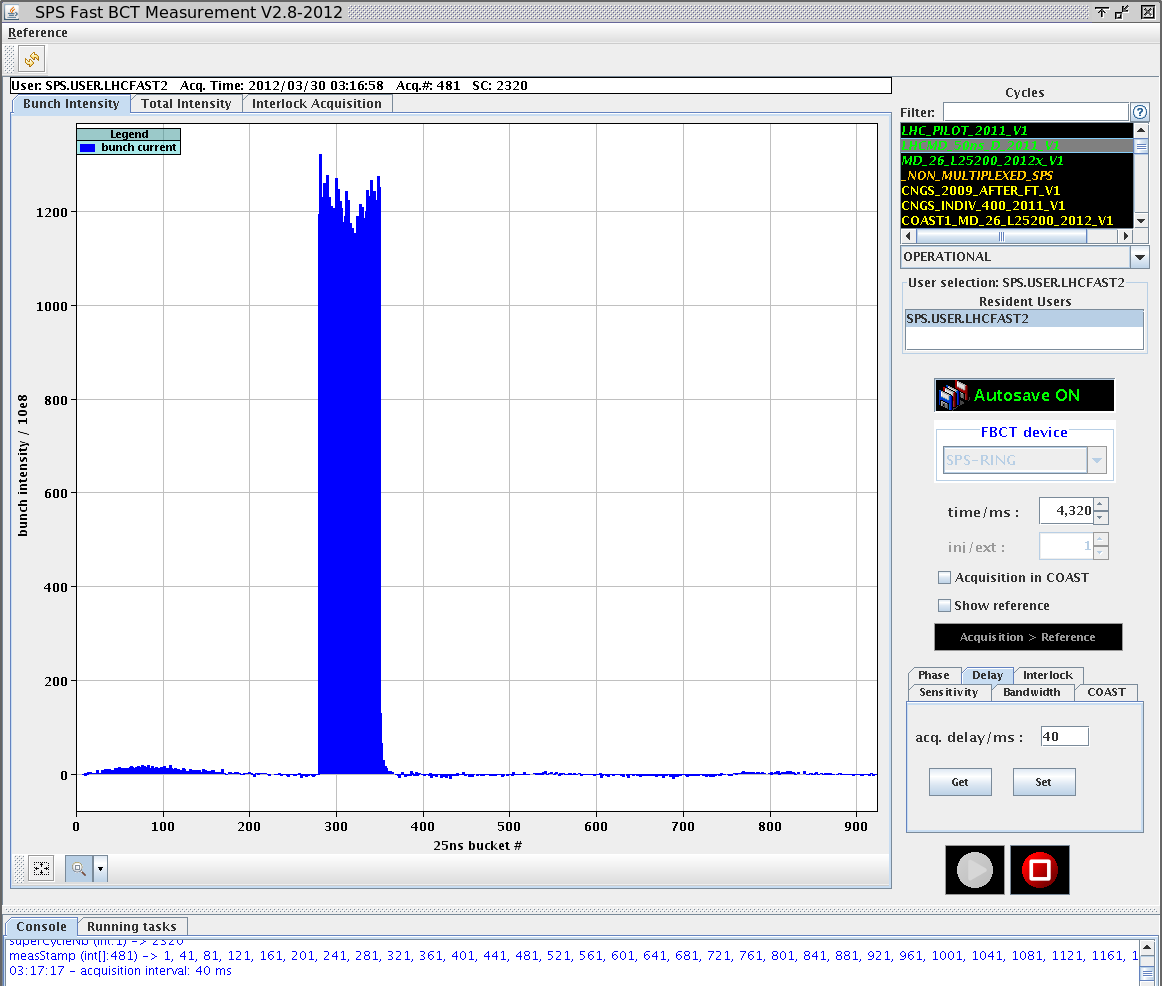 SPS Fast BCT Measurement V2.8-2012
Reference
User: SPS.USER.LHCFAST2 Acq. Time: 2012/03/30 03:16:58 Acq.#: 481 SC: 2320
Bunch Intensity Total Intensity Interlock Acquisition
Legend
bunch current
bunch intensity / 10e8
1200
1000
800
600
400
200
0
0 100 200 300 400 500 600 700 800 900
25ns bucket #
Cycles
Filter:
LHC_PILOT_2011_V1
LHCMD_50ns_D_2011_V1
MD_26_L25200_2012x_V1
_NON_MULTIPLEXED_SPS
CNGS_2009_AFTER_FT_V1
CNGS_INDIV_400_2011_V1
COAST1_MD_26_L25200_2012_V1
OPERATIONAL
User selection: SPS.USER.LHCFAST2
Resident Users
SPS.USER.LHCFAST2
Autosave ON
FBCT device
SPS-RING
time/ms : 4,320
inj/ext : 1
Acquisition in COAST
Show reference
Acquisition > Reference
Phase Delay Interlock
Sensitivity Bandwidth COAST
acq. delay/ms : 40
Get Set
Console Running tasks
superCycleNb (int:1) -> 2320
measStamp (int[]:481) -> 1, 41, 81, 121, 161, 201, 241, 281, 321, 361, 401, 441, 481, 521, 561, 601, 641, 681, 721, 761, 801, 841, 881, 921, 961, 1001, 1041, 1081, 1121, 1161, 1
03:17:17 - acquisition interval: 40 ms